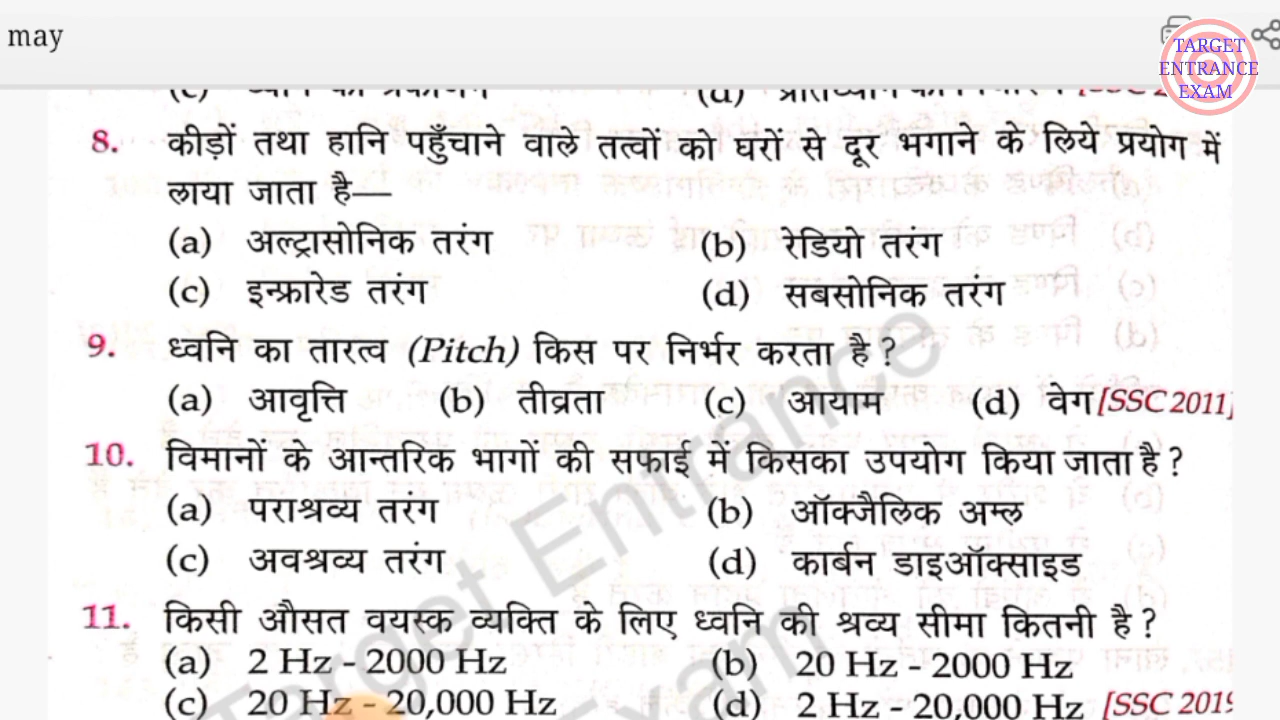 may
TARGET
ENTRANCE
EXAM
8. कीड़ों तथा हानि पहुँचाने वाले तत्वों को घरों से दूर भगाने के लिये प्रयोग में
लाया जाता है—
(a) अल्ट्रासोनिक तरंग (b) रेडियो तरंग
(c) इन्फ्रारेड तरंग (d) सबसोनिक तरंग
9. ध्वनि का तारत्व (Pitch) किस पर निर्भर करता है ?
(a) आवृत्ति (b) तीव्रता (c) आयाम (d) वेग [SSC 2011]
10. विमानों के आन्तरिक भागों की सफाई में किसका उपयोग किया जाता है ?
(a) पराश्रव्य तरंग (b) ऑक्जैलिक अम्ल
(c) अवश्रव्य तरंग (d) कार्बन डाइऑक्साइड
11. किसी औसत वयस्क व्यक्ति के लिए ध्वनि की श्रव्य सीमा कितनी है ?
(a) 2 Hz - 2000 Hz (b) 20 Hz - 2000 Hz
(c) 20 Hz - 20,000 Hz (d) 2 Hz - 20,000 Hz [SSC 2019
Target Entrance
Exam